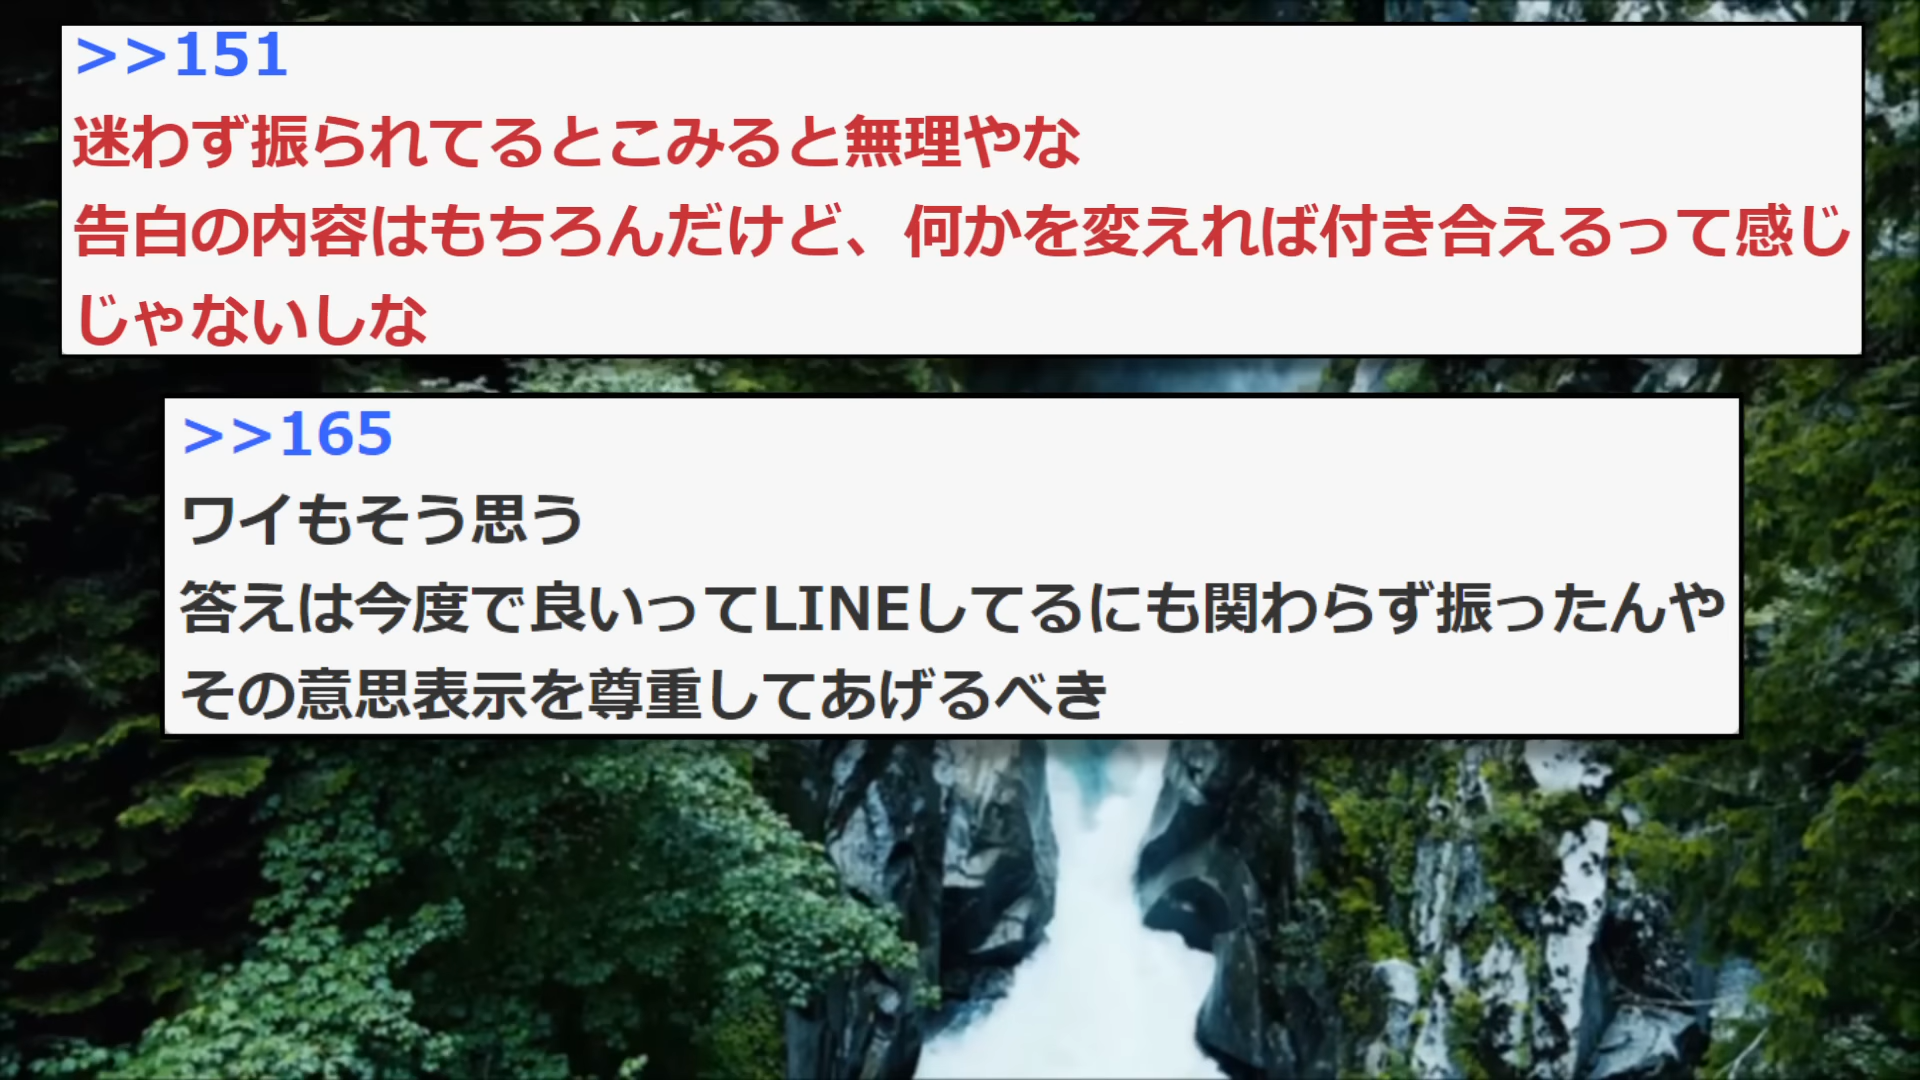 >>151
迷わず振られてるとこみると無理やな
告白の内容はもちろんだけど、何かを変えれば付き合えるって感じ
じゃないしな
>>165
ワイもそう思う
答えは今度で良いってLINEしてるにも関わらず振ったんや
その意思表示を尊重してあげるべき